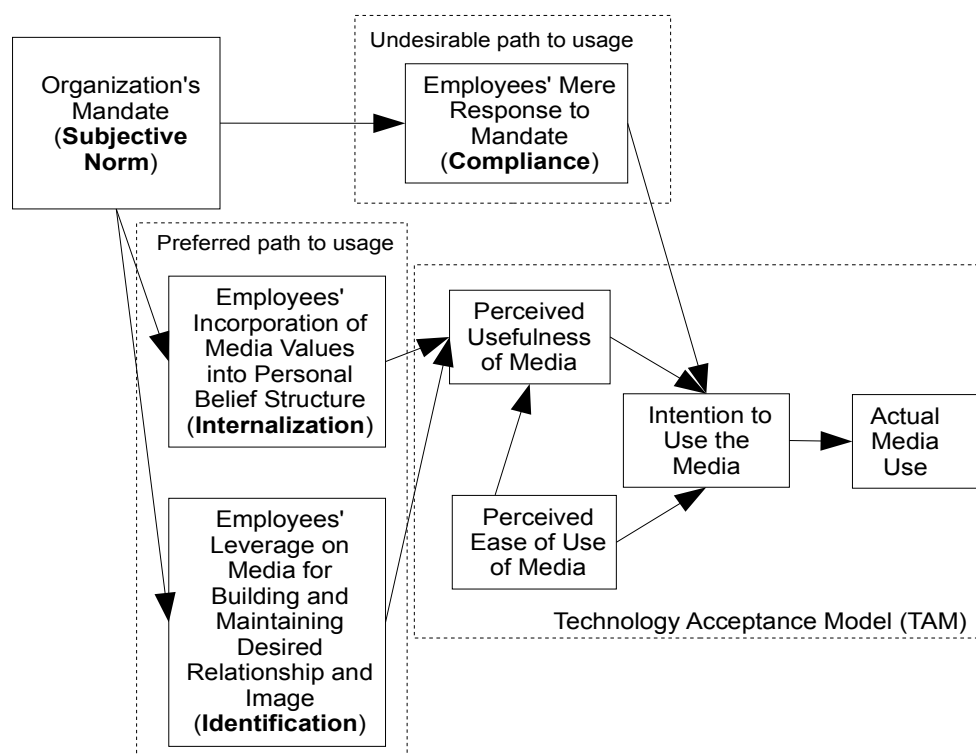 Undesirable path to usage
Organization's
Mandate
(Subjective
Norm)
Employees' Mere
Response to
Mandate
(Compliance)
Preferred path to usage
Employees'
Incorporation of
Media Values
into Personal
Belief Structure
(Internalization)
Perceived
Usefulness
of Media
Intention to
Use the
Media
Actual
Media
Use
Employees'
Leverage on
Media for
Building and
Maintaining
Desired
Relationship and
Image
(Identification)
Perceived
Ease of Use
of Media
Technology Acceptance Model (TAM)